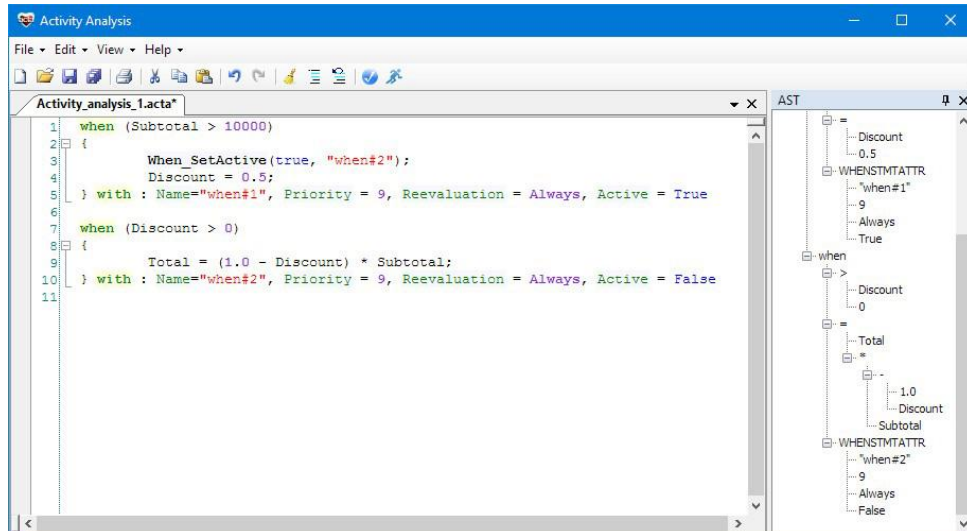 Activity Analysis
File Edit View Help
Activity_analysis_1.acta*
1 when (Subtotal > 10000)
2 {
3 When_SetActive(true, "when#2");
4 Discount = 0.5;
5 } with : Name="when#1", Priority = 9, Reevaluation = Always, Active = True
6
7 when (Discount > 0)
8 {
9 Total = (1.0 - Discount) * Subtotal;
10 } with : Name="when#2", Priority = 9, Reevaluation = Always, Active = False
11
AST
=
Discount
0.5
WHENSTMTATTR
"when#1"
9
Always
True
when
>
Discount
0
=
Total
*
-
1.0
Discount
Subtotal
WHENSTMTATTR
"when#2"
9
Always
False